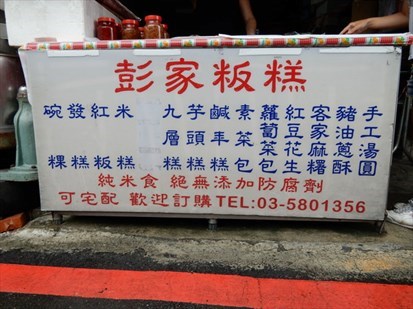 彭家粄糕
手工湯圓
豬油蔥酥
客家麻糬
紅豆花生
蘿蔔菜包
素菜包
鹹年糕
芋頭糕
九層糕
米糕
紅粄
發糕
碗粿
純米食 絕無添加防腐劑
可宅配 歡迎訂購TEL:03-5801356